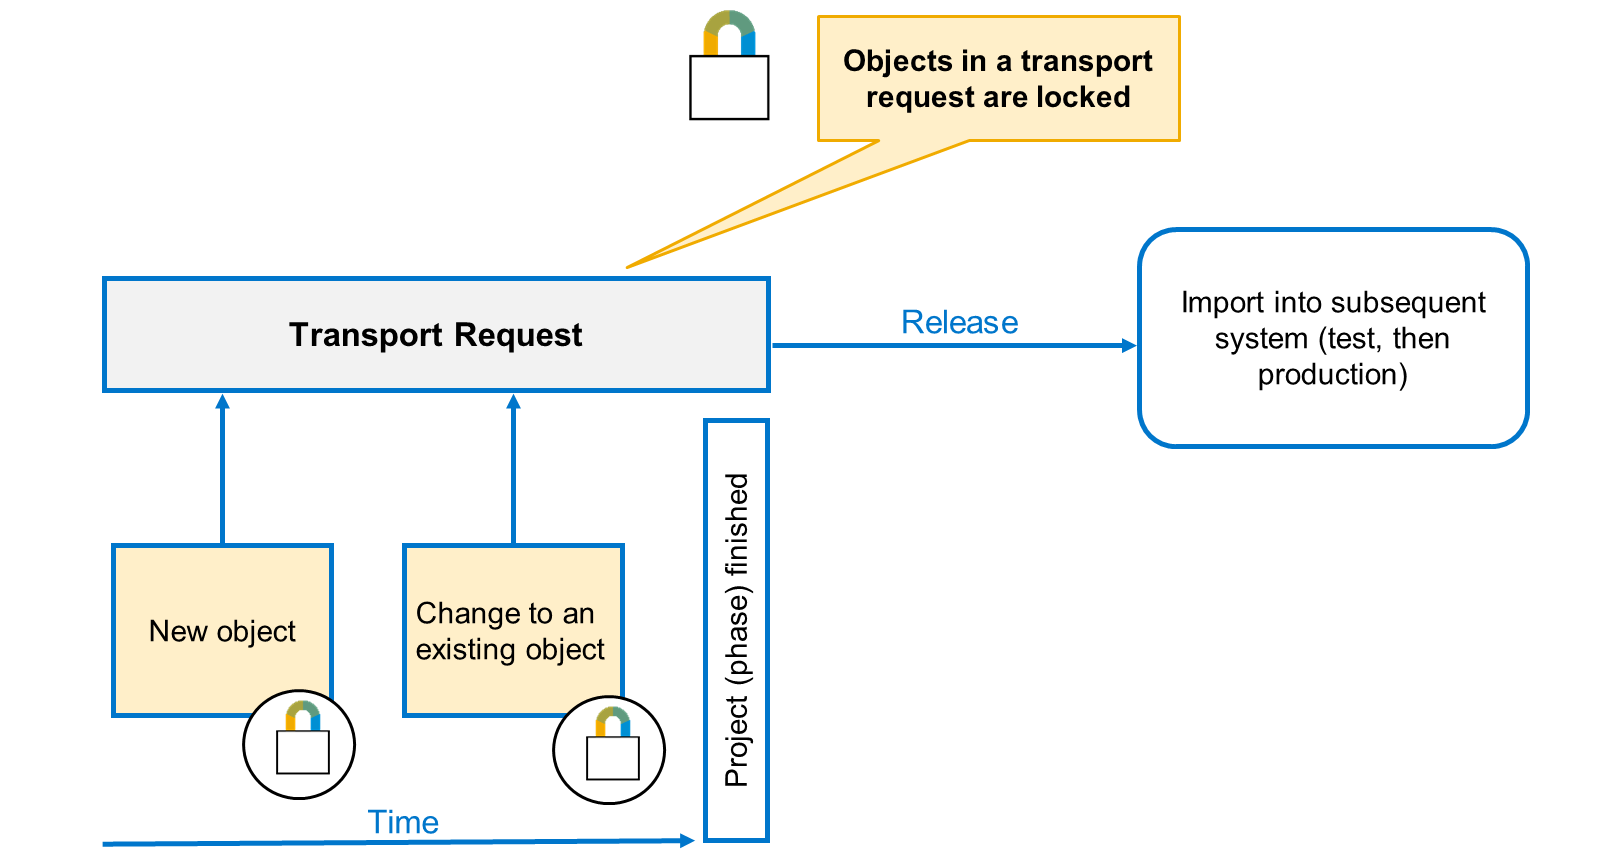 Objects in a transport
request are locked
Transport Request
Release
Import into subsequent
system (test, then
production)
New object
Change to an
existing object
Project (phase) finished
Time